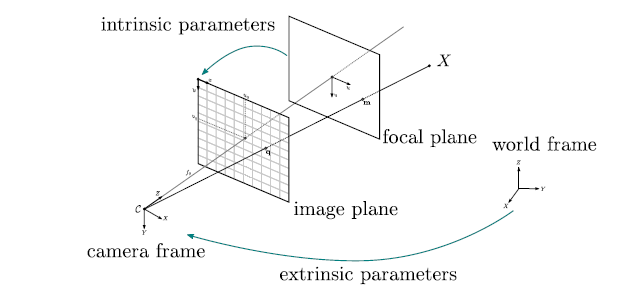 intrinsic parameters
X
m
focal plane
world frame
Z
Y
X
q
image plane
Z
C
X
Y
camera frame
extrinsic parameters